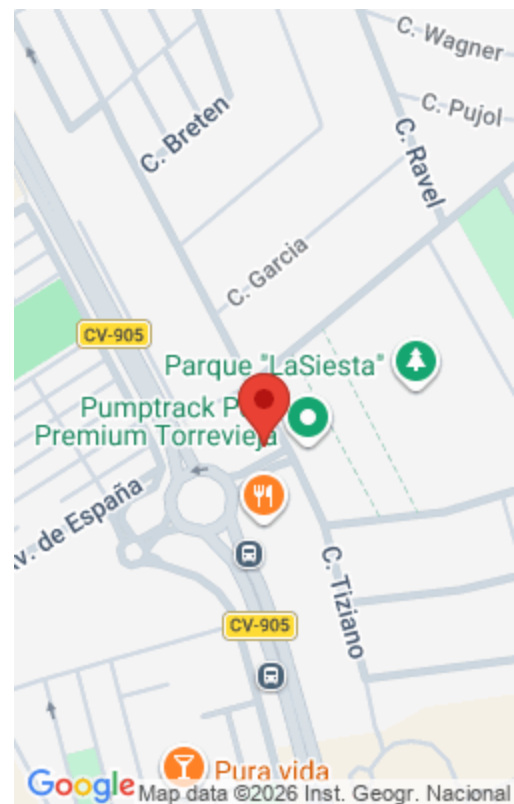 C. Wagner
C. Pujol
C. Breten
C. Ravel
C. Garcia
CV-905
Parque "LaSiesta"
Pumptrack P
Premium Torrevieja
Av. de España
C. Tiziano
CV-905
Pura vida
Google
Map data ©2026 Inst. Geogr. Nacional